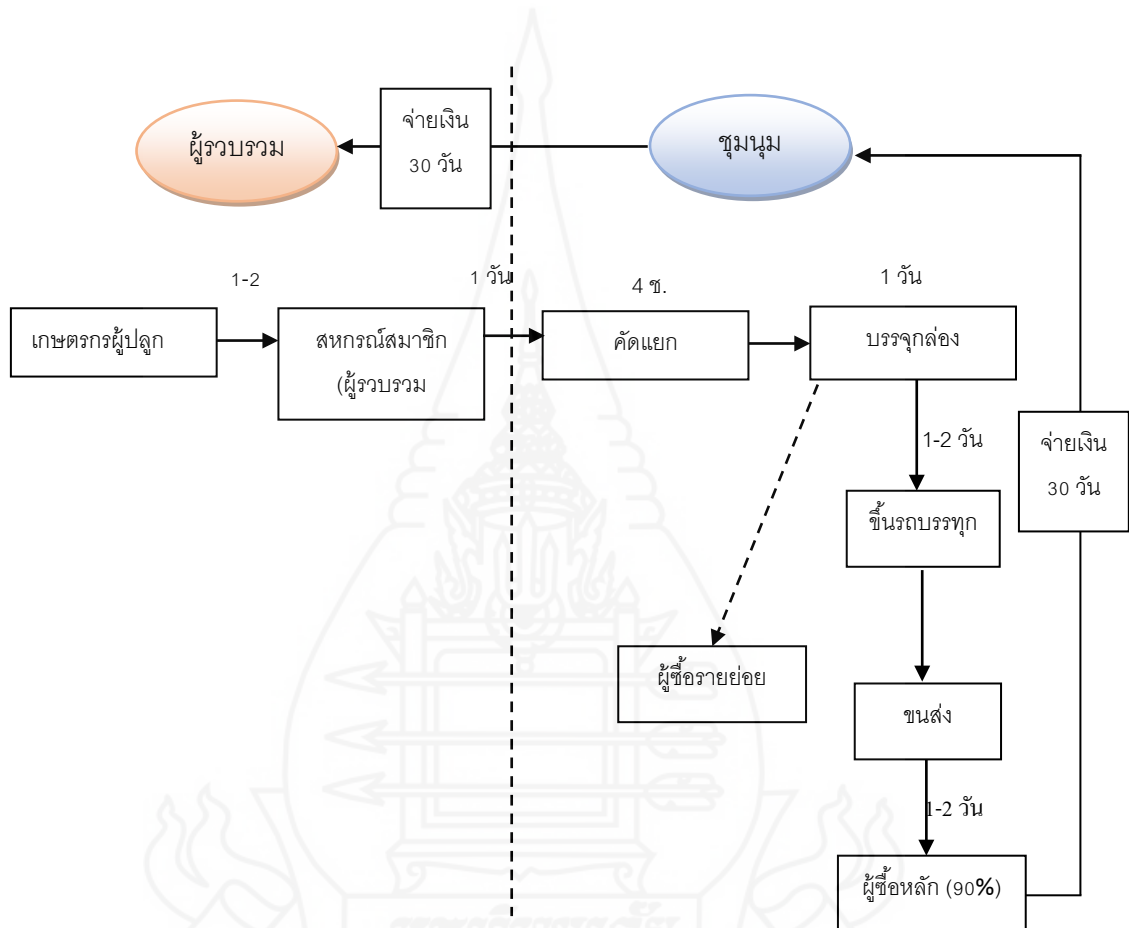 ผู้รวบรวม
จ่ายเงิน
30 วัน
ชุมนุม
1-2
1 วัน
4 ช.
1 วัน
เกษตรกรผู้ปลูก
สหกรณ์สมาชิก
(ผู้รวบรวม
คัดแยก
บรรจุกล่อง
1-2 วัน
จ่ายเงิน
30 วัน
ขึ้นรถบรรทุก
ผู้ซื้อรายย่อย
ขนส่ง
1-2 วัน
ผู้ซื้อหลัก (90%)